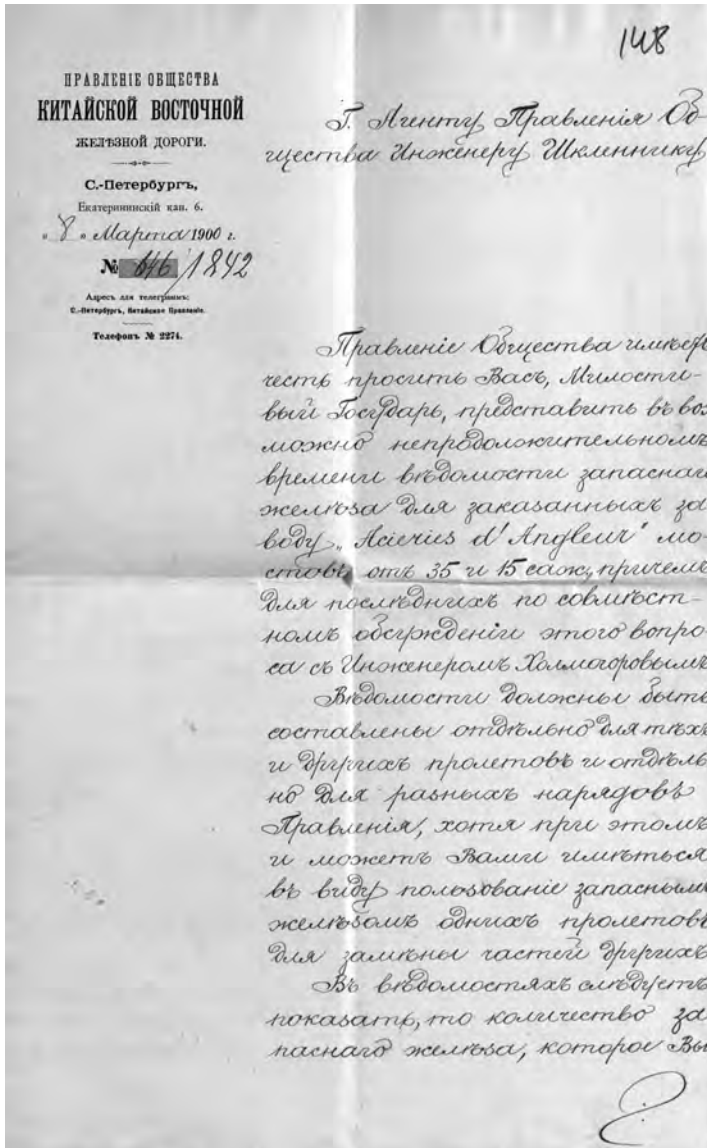 148
ПРАВЛЕНІЕ ОБЩЕСТВА
КИТАЙСКОЙ ВОСТОЧНОЙ
ЖЕЛѢЗНОЙ ДОРОГИ.
С.-Петербургъ,
Екатерининскій кан. 6.
„ 8 „ Марта 1900 г.
№ 646/1842
Адресъ для телеграммъ:
С.-Петербургъ, Китайское Правленіе.
Телефонъ № 2274.
Г. Агенту Правленія Об-
щества Инженеру Шкленнику
Правленіе Общества имѣетъ
честь просить Васъ, Милости-
вый Государь, представить въ воз
можно непродолжительномъ
времени вѣдомости запаснаго
желѣза для заказанныхъ за
воду „Acieries d'Angleur" мо-
стовъ отъ 35 и 15 саж, причемъ
для послѣднихъ по совмѣст-
номъ обсужденіи этого вопро
са съ Инженеромъ Холмогоровымъ
Вѣдомости должны быть
составлены отдѣльно для тѣхъ
и другихъ пролетовъ и отдѣль
но для разныхъ нарядовъ
Правленія, хотя при этомъ
и можетъ Вами имѣться
въ виду пользованіе запаснымъ
желѣзомъ однихъ пролетовъ
для замѣны частей другихъ
Въ вѣдомостяхъ слѣдуетъ
показать, то количество за
паснаго желѣза, которое Вы